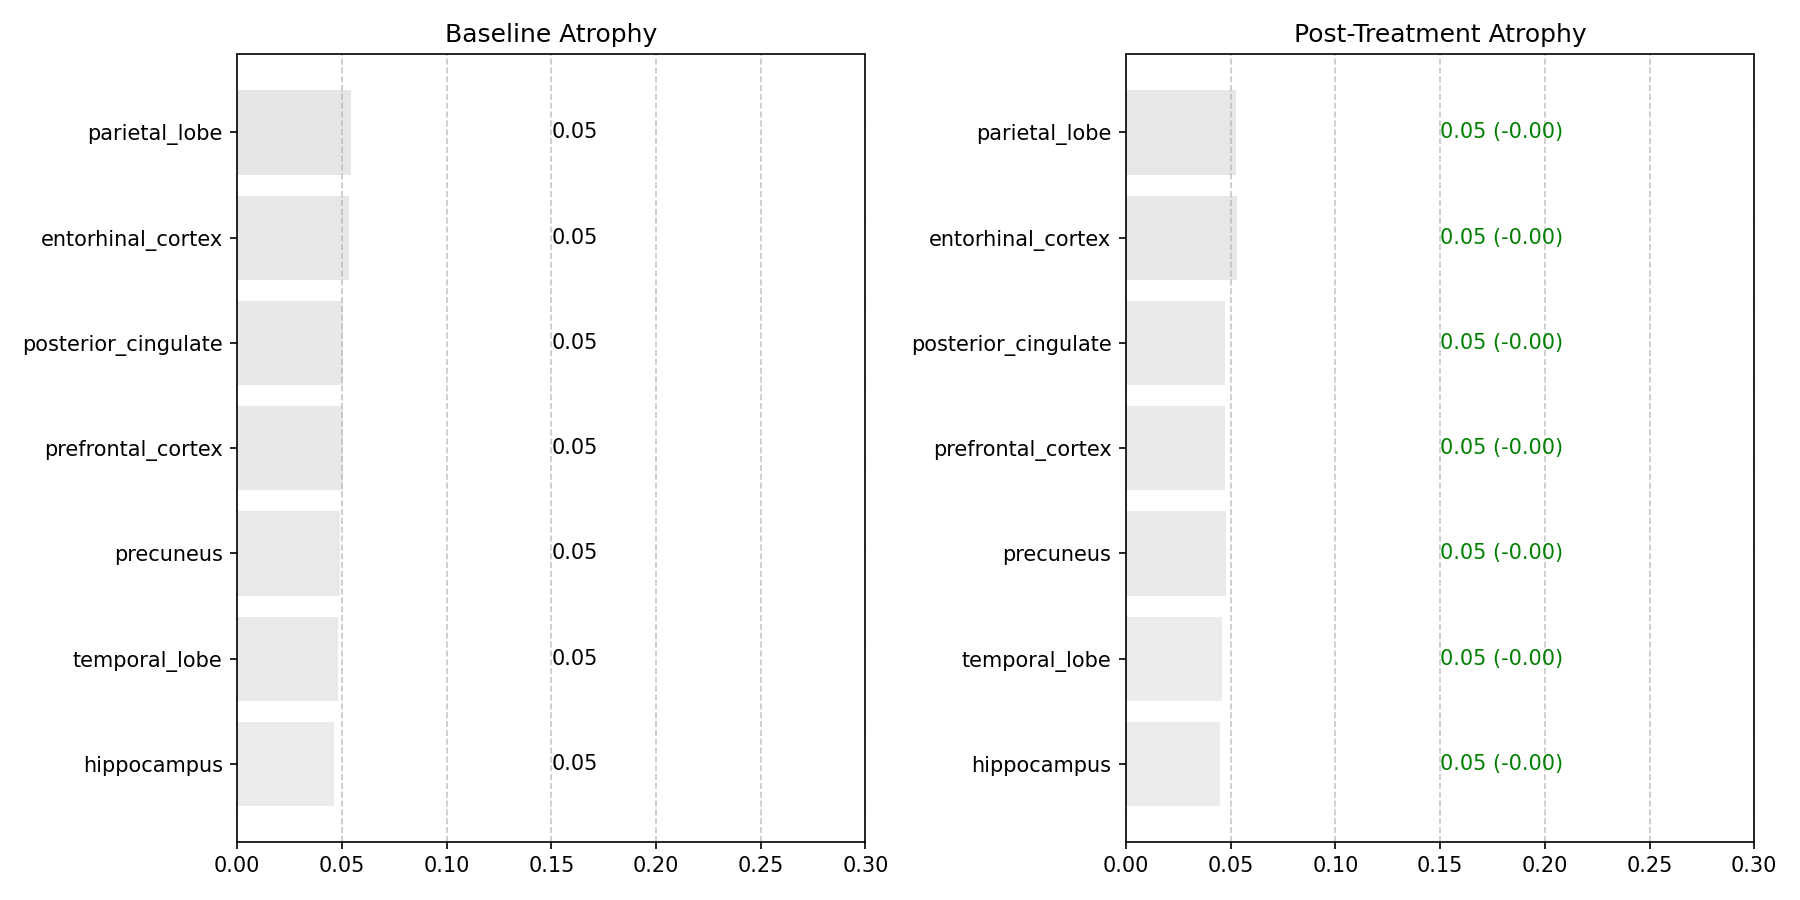 Baseline Atrophy
parietal_lobe 0.05
entorhinal_cortex 0.05
posterior_cingulate 0.05
prefrontal_cortex 0.05
precuneus 0.05
temporal_lobe 0.05
hippocampus 0.05
0.00 0.05 0.10 0.15 0.20 0.25 0.30
Post-Treatment Atrophy
parietal_lobe 0.05 (-0.00)
entorhinal_cortex 0.05 (-0.00)
posterior_cingulate 0.05 (-0.00)
prefrontal_cortex 0.05 (-0.00)
precuneus 0.05 (-0.00)
temporal_lobe 0.05 (-0.00)
hippocampus 0.05 (-0.00)
0.00 0.05 0.10 0.15 0.20 0.25 0.30